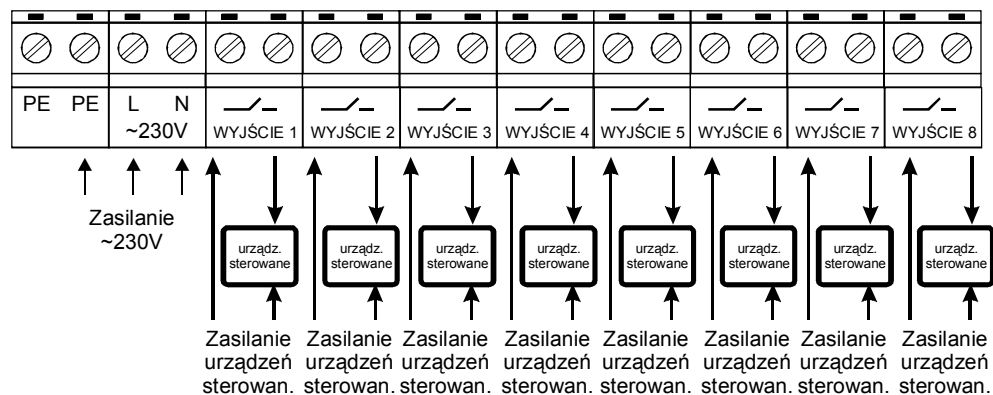 PE PE L N
~230V
WYJŚCIE 1 WYJŚCIE 2 WYJŚCIE 3 WYJŚCIE 4 WYJŚCIE 5 WYJŚCIE 6 WYJŚCIE 7 WYJŚCIE 8
Zasilanie
~230V
urządz. urządz. urządz. urządz. urządz. urządz. urządz. urządz.
sterowane sterowane sterowane sterowane sterowane sterowane sterowane sterowane
Zasilanie Zasilanie Zasilanie Zasilanie Zasilanie Zasilanie Zasilanie Zasilanie
urządzeń urządzeń urządzeń urządzeń urządzeń urządzeń urządzeń urządzeń
sterowan. sterowan. sterowan. sterowan. sterowan. sterowan. sterowan. sterowan.